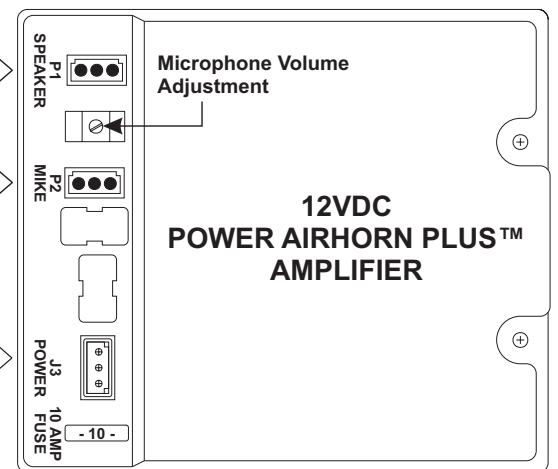 P1
SPEAKER
Microphone Volume
Adjustment
P2
MIKE
12VDC
POWER AIRHORN PLUS™
AMPLIFIER
J3
POWER
10 AMP
FUSE
- 10 -